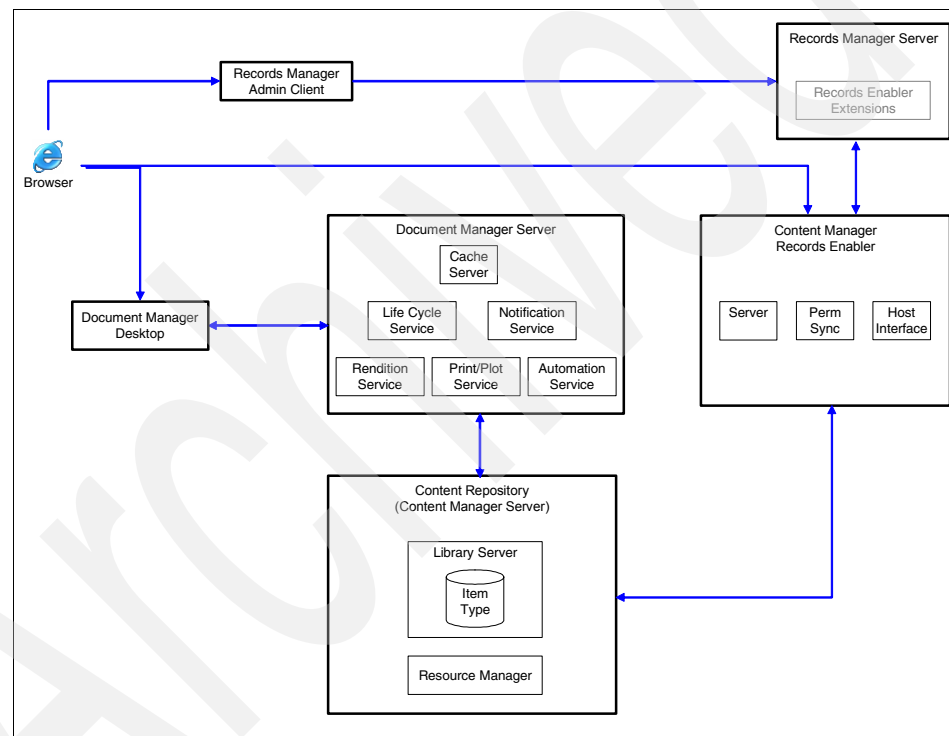 Records Manager Server
Records Manager
Admin Client
Records Enabler
Extensions
Browser
Document Manager Server
Cache
Server
Content Manager
Records Enabler
Document Manager
Desktop
Life Cycle
Service
Notification
Service
Server
Perm
Sync
Host
Interface
Rendition
Service
Print/Plot
Service
Automation
Service
Content Repository
(Content Manager Server)
Library Server
Item
Type
Resource Manager
Archived